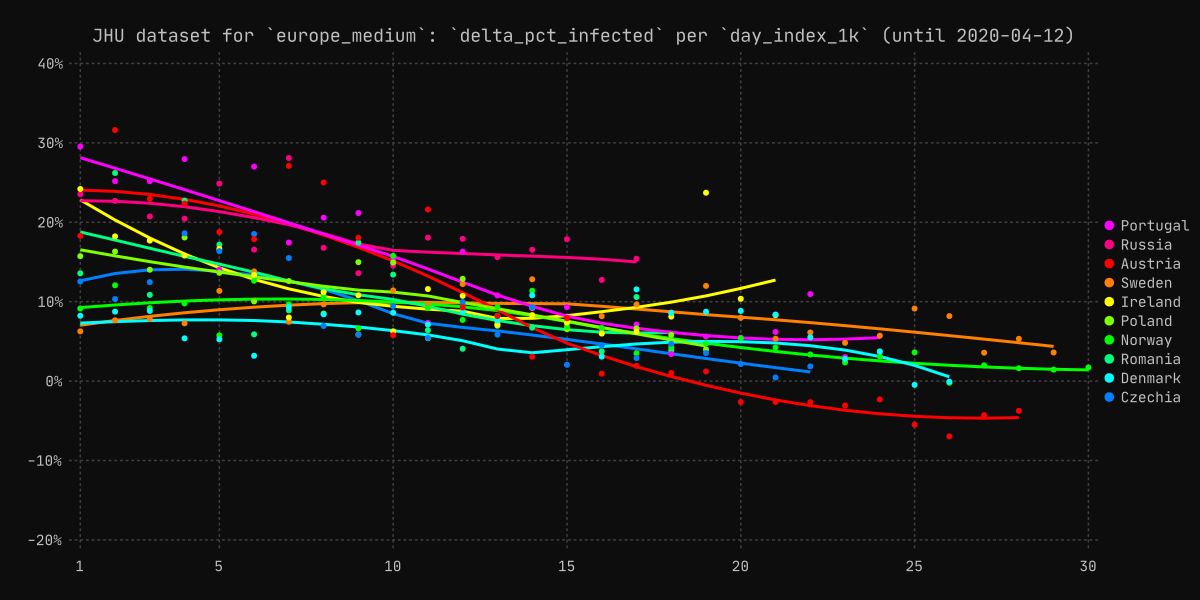 JHU dataset for `europe_medium`: `delta_pct_infected` per `day_index_1k` (until 2020-04-12)
40%
30%
20%
10%
0%
-10%
-20%
1 5 10 15 20 25 30
Portugal
Russia
Austria
Sweden
Ireland
Poland
Norway
Romania
Denmark
Czechia